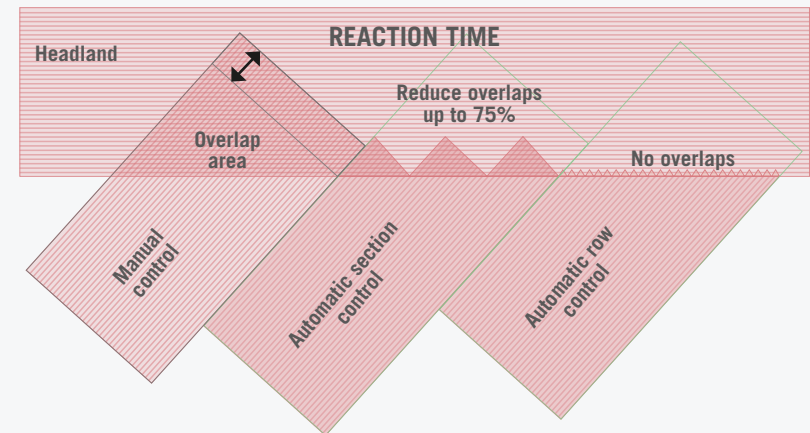 REACTION TIME
Headland
Reduce overlaps
up to 75%
Overlap
area
No overlaps
Manual
control
Automatic section
control
Automatic row
control